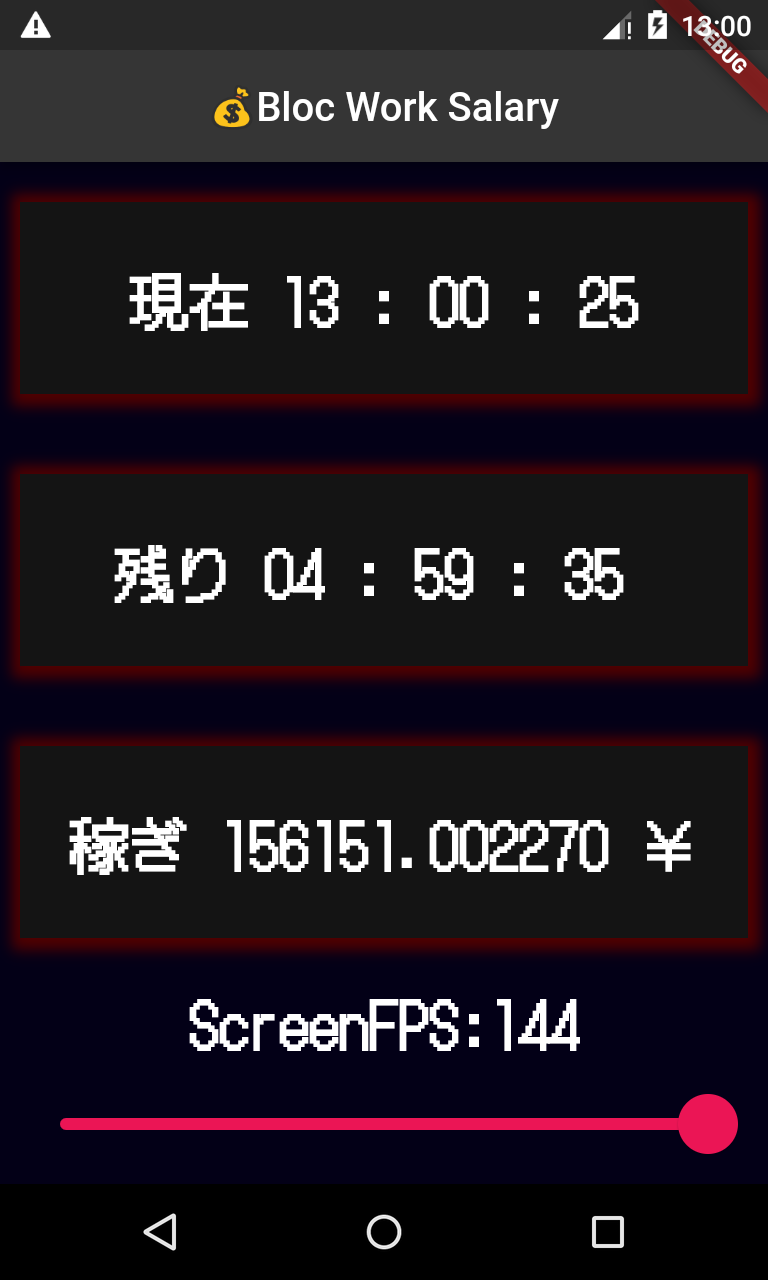 13:00
DEBUG
💰Bloc Work Salary
現在 13 : 00 : 25
残り 04 : 59 : 35
稼ぎ 156151.002270 ¥
ScreenFPS:144